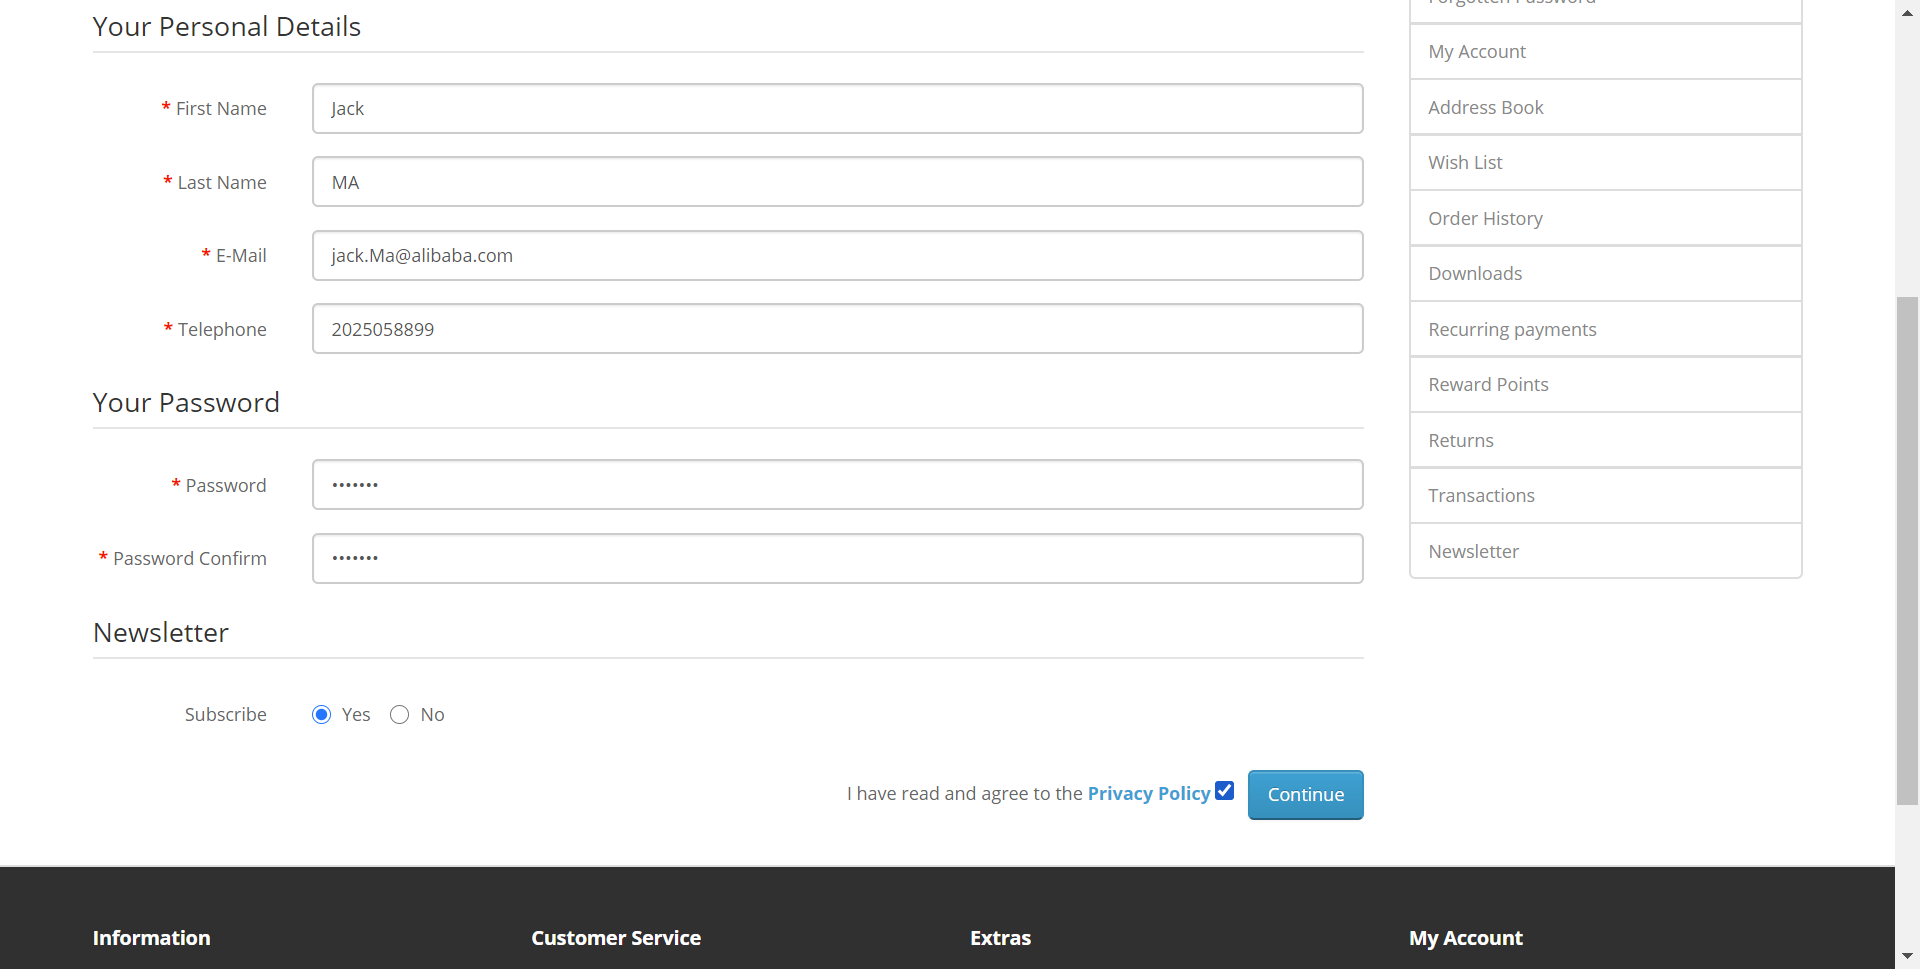 Your Personal Details
* First Name
Jack
* Last Name
MA
* E-Mail
jack.Ma@alibaba.com
* Telephone
2025058899
Your Password
* Password
•••••••
* Password Confirm
•••••••
Newsletter
Subscribe
Yes No
I have read and agree to the Privacy Policy
Continue
My Account
Address Book
Wish List
Order History
Downloads
Recurring payments
Reward Points
Returns
Transactions
Newsletter
Information
Customer Service
Extras
My Account